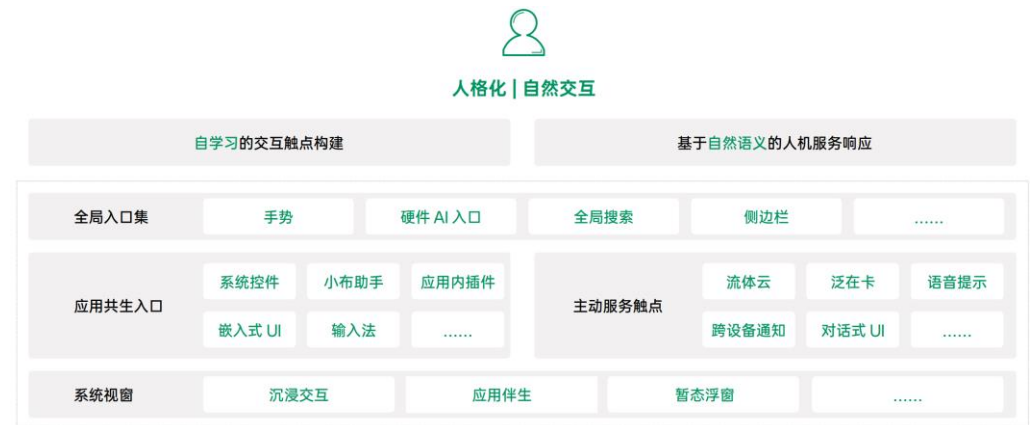 人格化 | 自然交互
自学习的交互触点构建
基于自然语义的人机服务响应
全局入口集
手势
硬件 AI 入口
全局搜索
侧边栏
......
应用共生入口
系统控件
小布助手
应用内插件
嵌入式 UI
输入法
......
主动服务触点
流体云
泛在卡
语音提示
跨设备通知
对话式 UI
......
系统视窗
沉浸交互
应用伴生
暂态浮窗
......